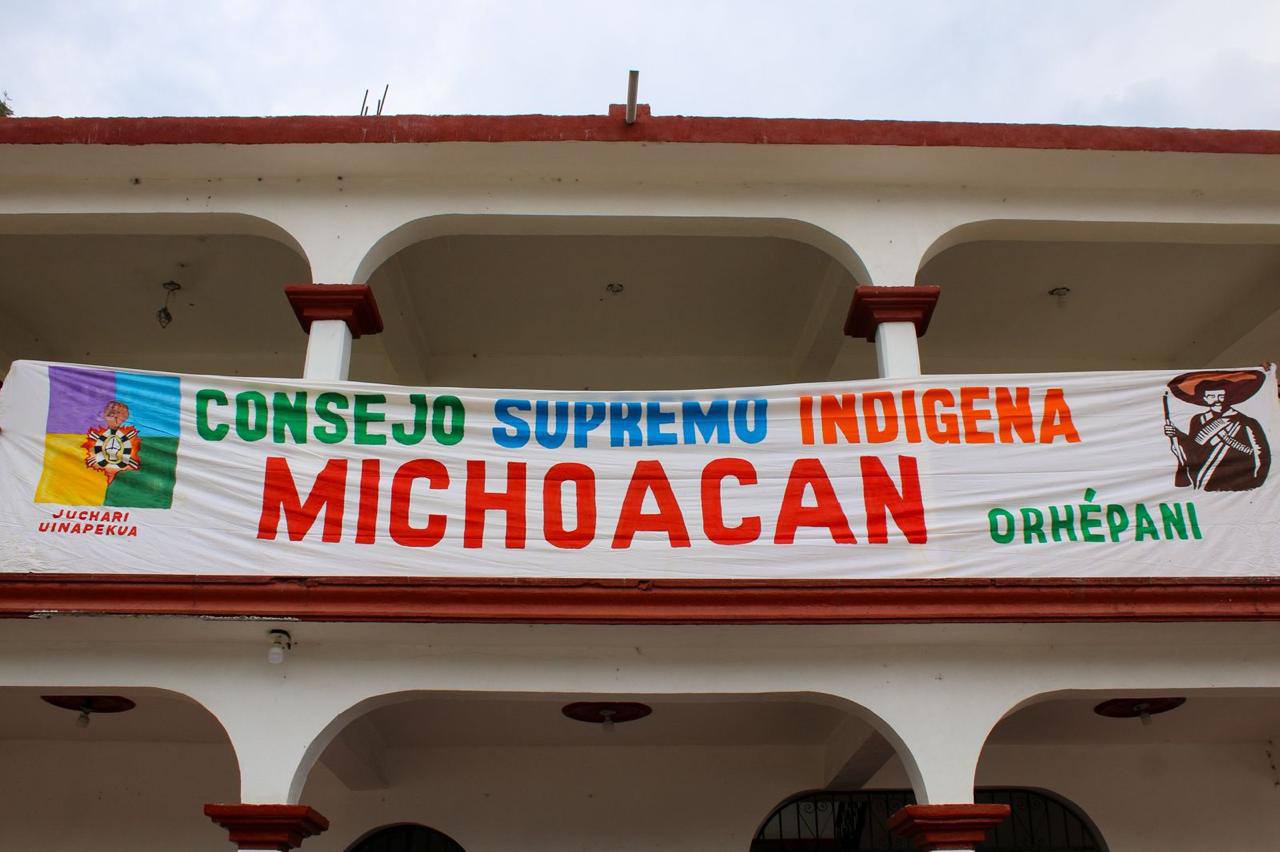 CONSEJO SUPREMO INDIGENA
MICHOACAN
JUCHARI
UINAPEKUA
ORHÉPANI